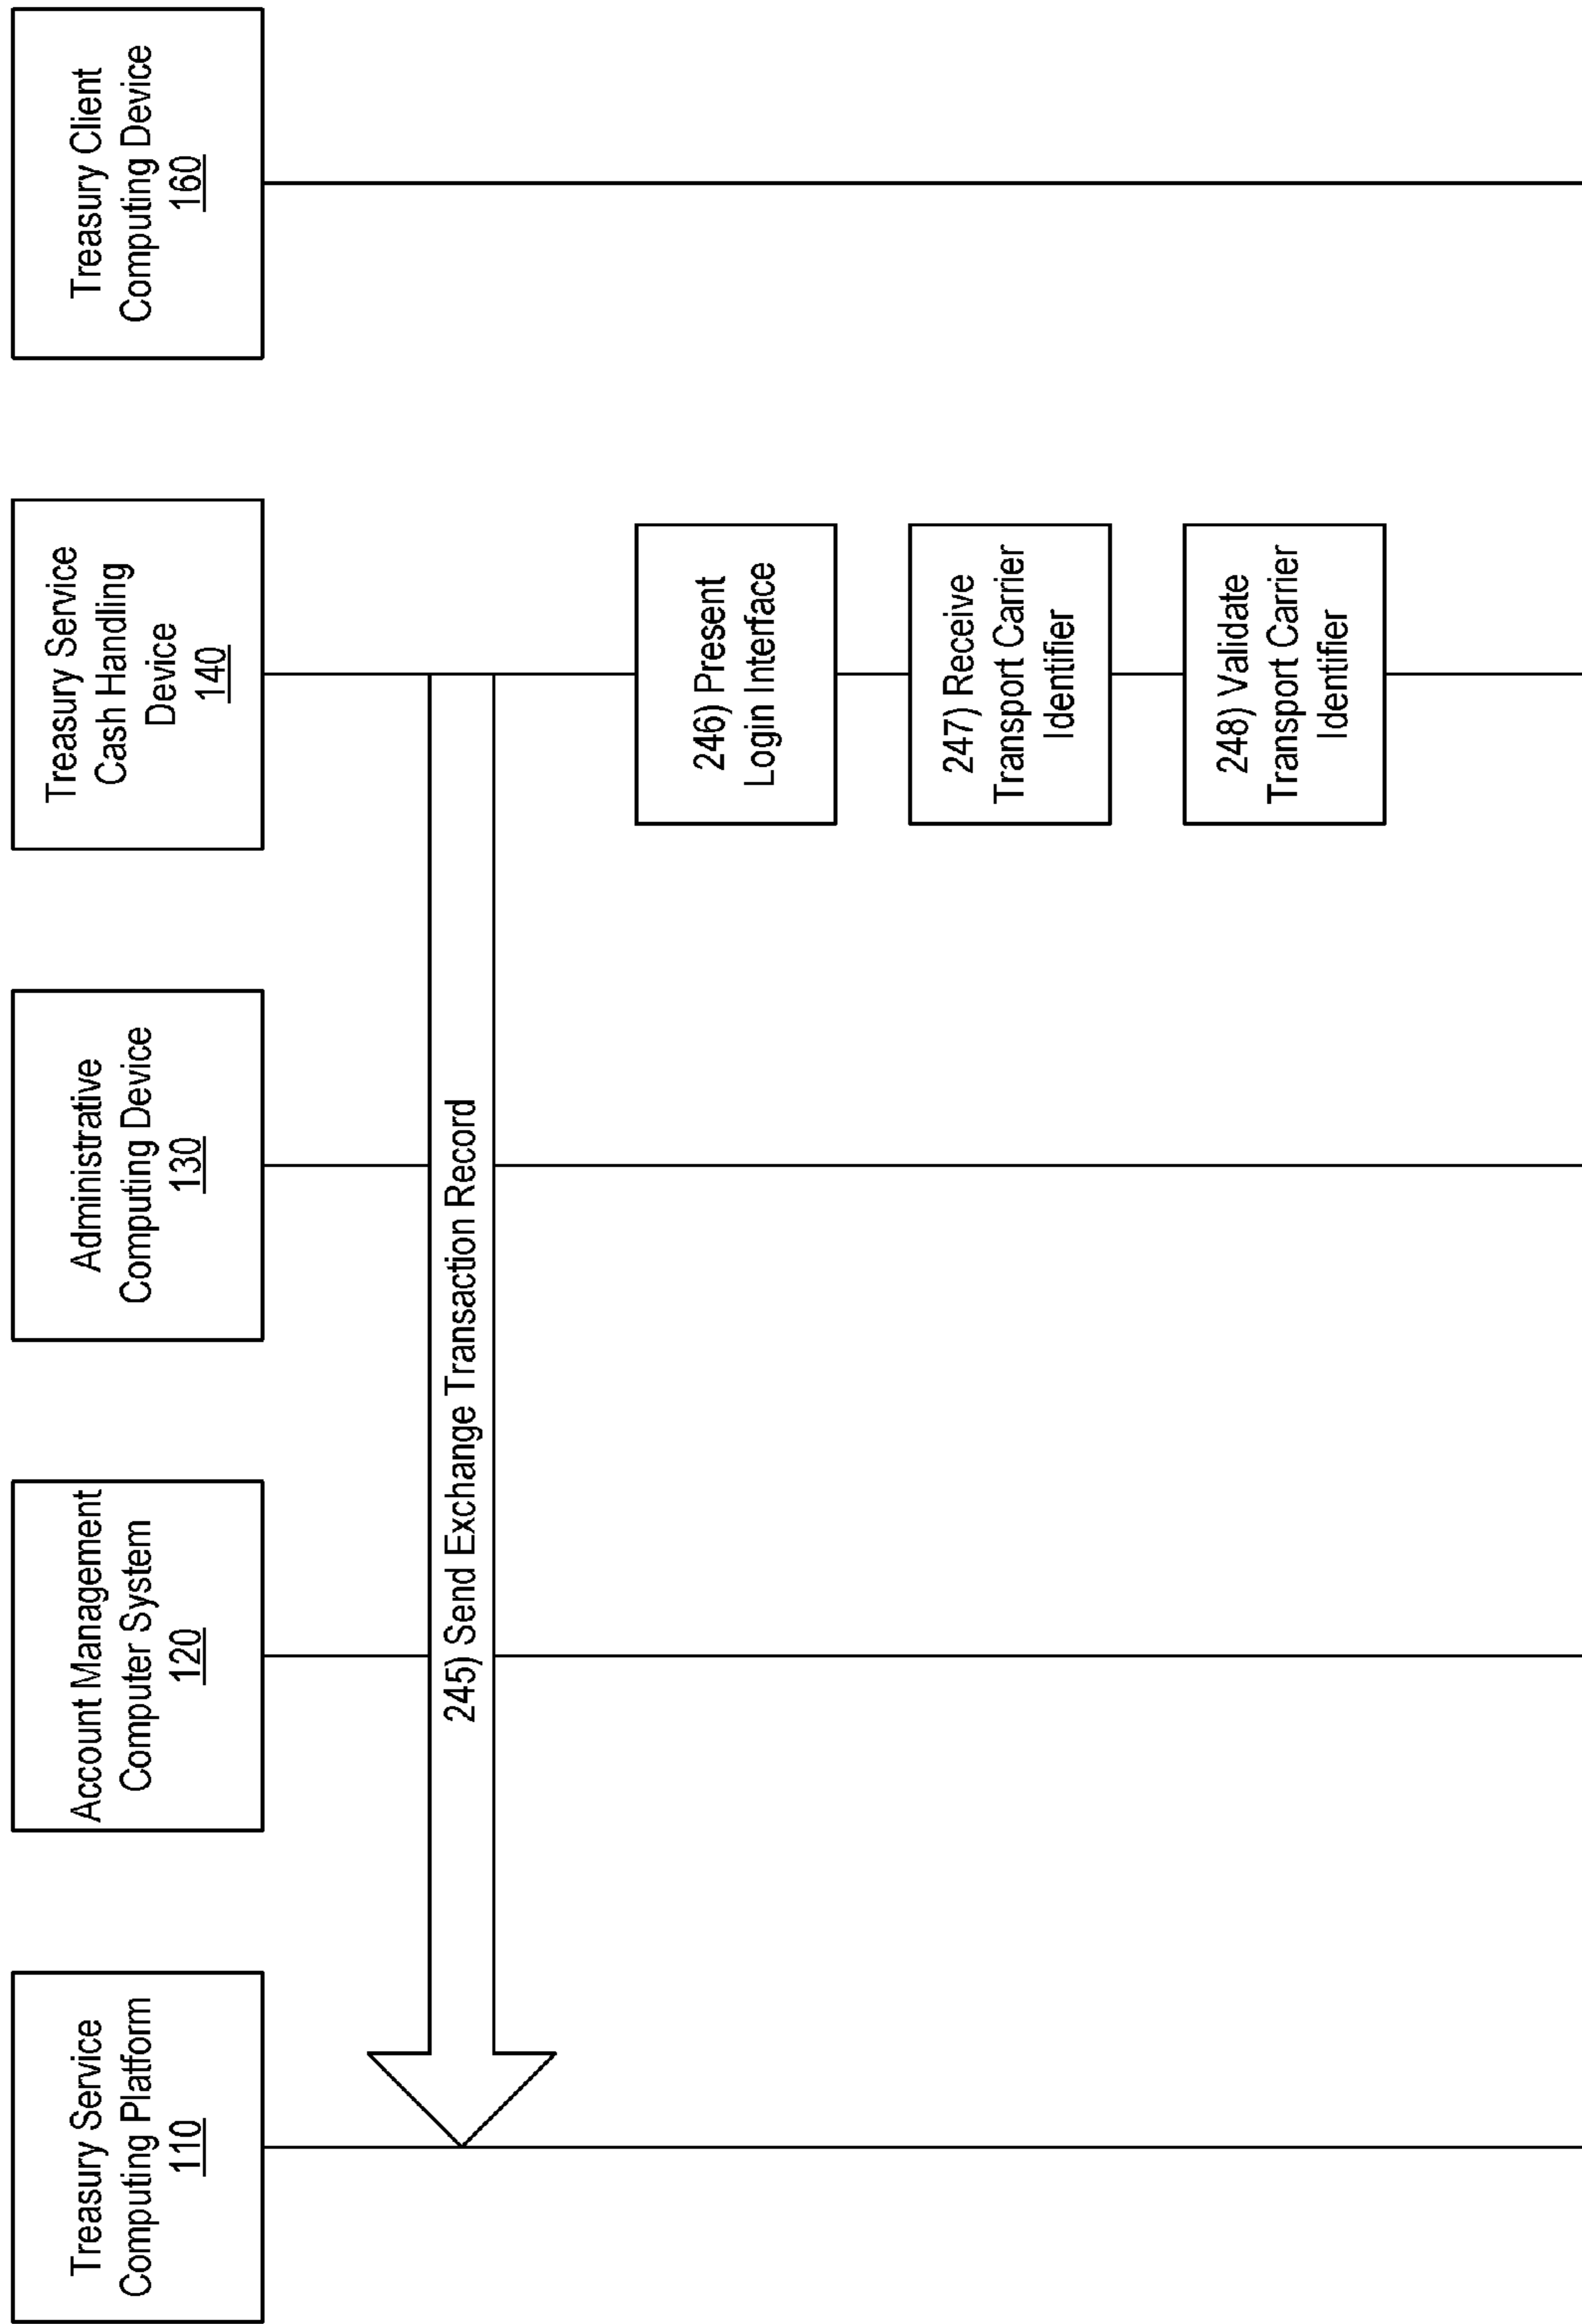 Treasury Service
Computing Platform
110
Account Management
Computer System
120
Administrative
Computing Device
130
Treasury Service
Cash Handling
Device
140
Treasury Client
Computing Device
160
245) Send Exchange Transaction Record
246) Present
Login Interface
247) Receive
Transport Carrier
Identifier
248) Validate
Transport Carrier
Identifier